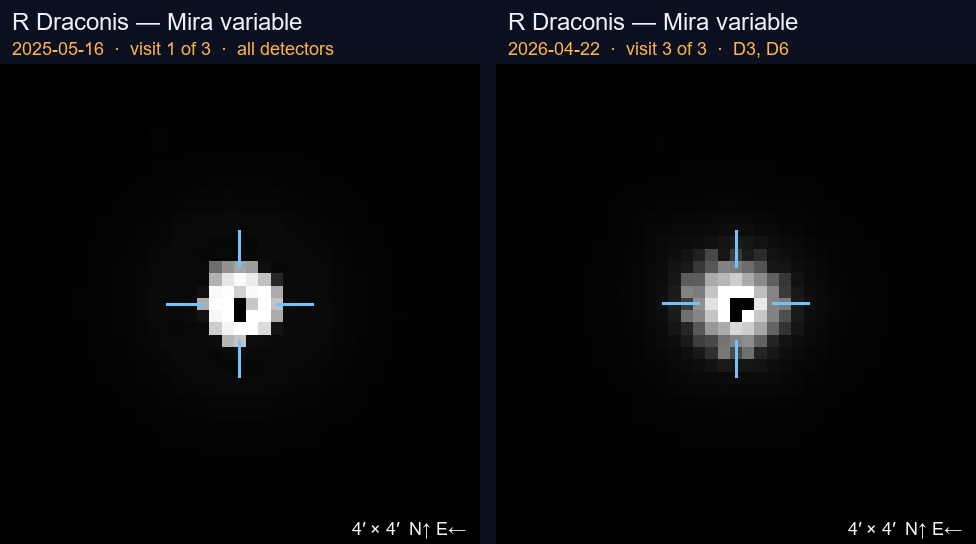 R Draconis — Mira variable
2025-05-16 · visit 1 of 3 · all detectors
4′ × 4′ N↑ E←
R Draconis — Mira variable
2026-04-22 · visit 3 of 3 · D3, D6
4′ × 4′ N↑ E←